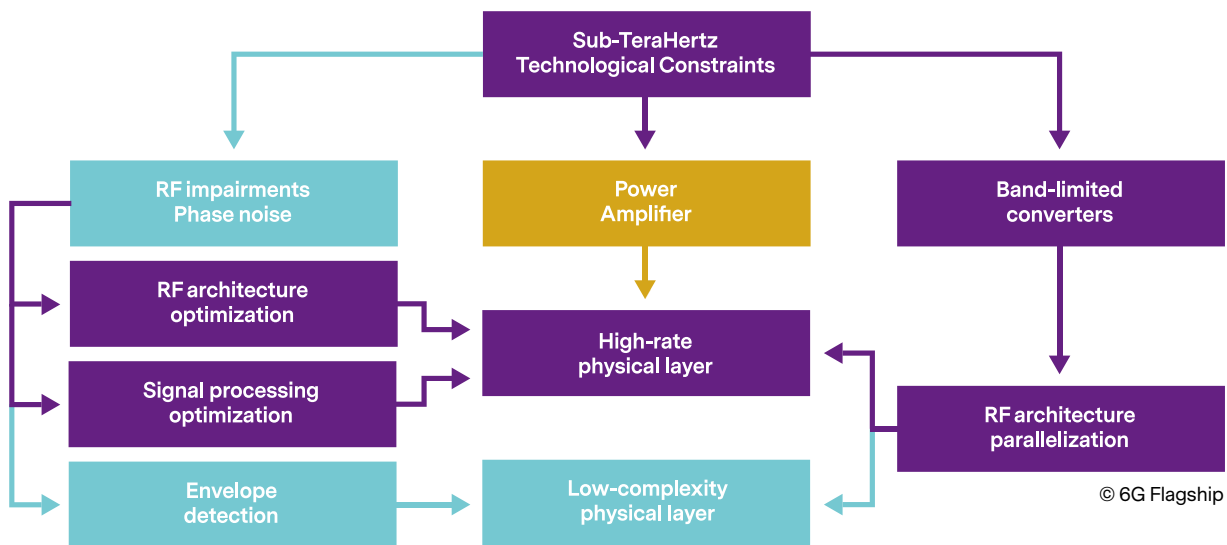 Sub-TeraHertz
Technological Constraints
RF impairments
Phase noise
Power
Amplifier
Band-limited
converters
RF architecture
optimization
High-rate
physical layer
Signal processing
optimization
RF architecture
parallelization
Envelope
detection
Low-complexity
physical layer
© 6G Flagship